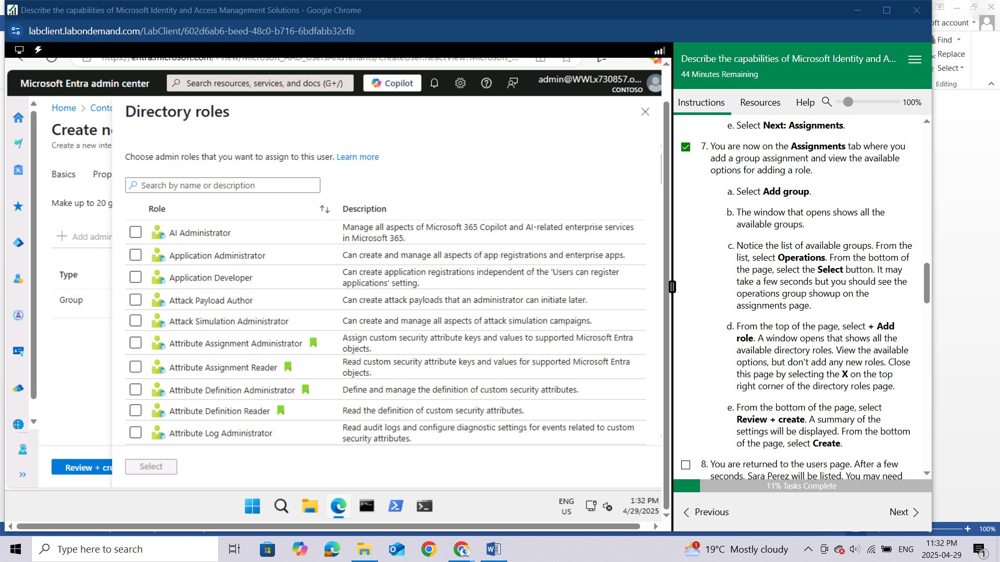 Describe the capabilities of Microsoft Identity and Access Management Solutions - Google Chrome
labclient.labondemand.com/LabClient/602d6ab6-beed-48c0-b716-6bdfabb32cfb
Microsoft Entra admin center
Search resources, services, and docs (G+/)
Copilot
admin@WWLx730857.o...
CONTOSO
Home > Conto
Create n
Create a new inte
Basics Prop
Make up to 20 g
Add admin
Type
Group
Review + cre
Directory roles
Choose admin roles that you want to assign to this user. Learn more
Search by name or description
Role Description
AI Administrator Manage all aspects of Microsoft 365 Copilot and AI-related enterprise services
in Microsoft 365.
Application Administrator Can create and manage all aspects of app registrations and enterprise apps.
Application Developer Can create application registrations independent of the 'Users can register
applications' setting.
Attack Payload Author Can create attack payloads that an administrator can initiate later.
Attack Simulation Administrator Can create and manage all aspects of attack simulation campaigns.
Attribute Assignment Administrator Assign custom security attribute keys and values to supported Microsoft Entra
objects.
Attribute Assignment Reader Read custom security attribute keys and values for supported Microsoft Entra
objects.
Attribute Definition Administrator Define and manage the definition of custom security attributes.
Attribute Definition Reader Read the definition of custom security attributes.
Attribute Log Administrator Read audit logs and configure diagnostic settings for events related to custom
security attributes.
Select
ENG
US
1:32 PM
4/29/2025
Describe the capabilities of Microsoft Identity and A...
44 Minutes Remaining
Instructions Resources Help 100%
e. Select Next: Assignments.
7. You are now on the Assignments tab where you
add a group assignment and view the available
options for adding a role.
a. Select Add group.
b. The window that opens shows all the
available groups.
c. Notice the list of available groups. From the
list, select Operations. From the bottom of
the page, select the Select button. It may
take a few seconds but you should see the
operations group showup on the
assignments page.
d. From the top of the page, select + Add
role. A window opens that shows all the
available directory roles. View the available
options, but don't add any new roles. Close
this page by selecting the X on the top
right corner of the directory roles page.
e. From the bottom of the page, select
Review + create. A summary of the
settings will be displayed. From the bottom
of the page, select Create.
8. You are returned to the users page. After a few
seconds, Sara Perez will be listed. You may need
11% Tasks Complete
Previous Next
oft account
Find
Replace
Select
Editing
100%
Type here to search
19°C Mostly cloudy
ENG
11:32 PM
2025-04-29